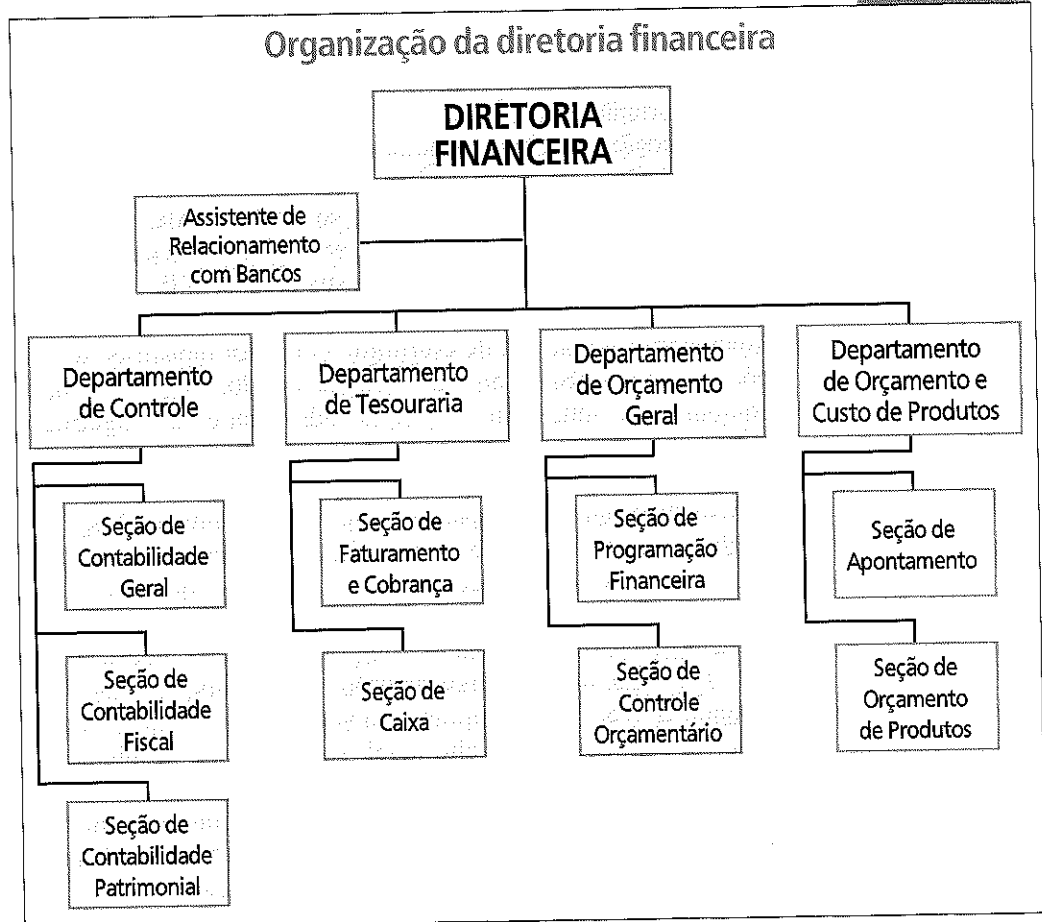 Organização da diretoria financeira
DIRETORIA
FINANCEIRA
Assistente de
Relacionamento
com Bancos
Departamento
de Controle
Departamento
de Tesouraria
Departamento
de Orçamento
Geral
Departamento
de Orçamento e
Custo de Produtos
Seção de
Contabilidade
Geral
Seção de
Faturamento
e Cobrança
Seção de
Programação
Financeira
Seção de
Apontamento
Seção de
Contabilidade
Fiscal
Seção de
Caixa
Seção de
Controle
Orçamentário
Seção de
Orçamento
de Produtos
Seção de
Contabilidade
Patrimonial